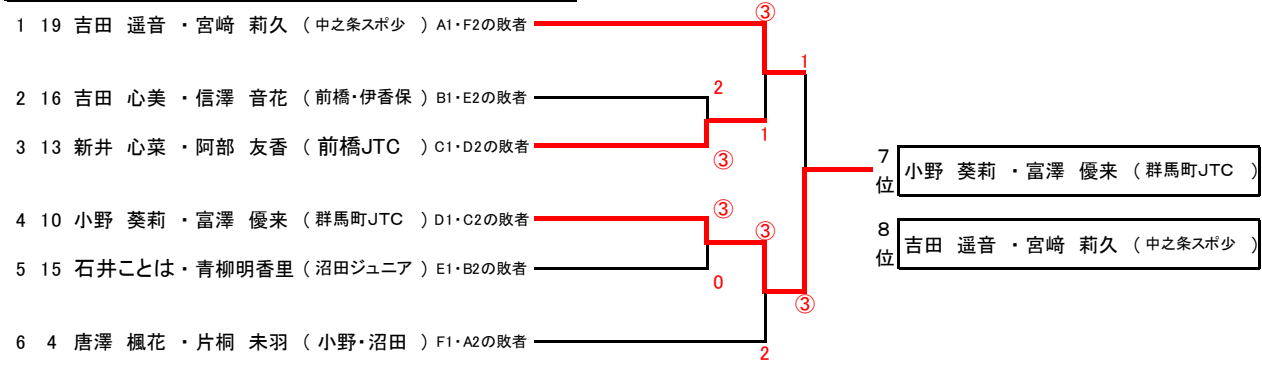 ③
1 19 吉田 遥音 ・宮﨑 莉久 （中之条スポ少 ） A1・F2の敗者
1
2
2 16 吉田 心美 ・信澤 音花 （前橋・伊香保 ） B1・E2の敗者
1
3 13 新井 心菜 ・阿部 友香 （ 前橋JTC ） C1・D2の敗者
③
7位 小野 葵莉 ・富澤 優来 （群馬町JTC ）
③
4 10 小野 葵莉 ・富澤 優来 （群馬町JTC ） D1・C2の敗者
③
8位 吉田 遥音 ・宮﨑 莉久 （中之条スポ少 ）
5 15 石井ことは・青柳明香里（沼田ジュニア ） E1・B2の敗者
0
③
6 4 唐澤 楓花 ・片桐 未羽 （ 小野・沼田 ） F1・A2の敗者
2